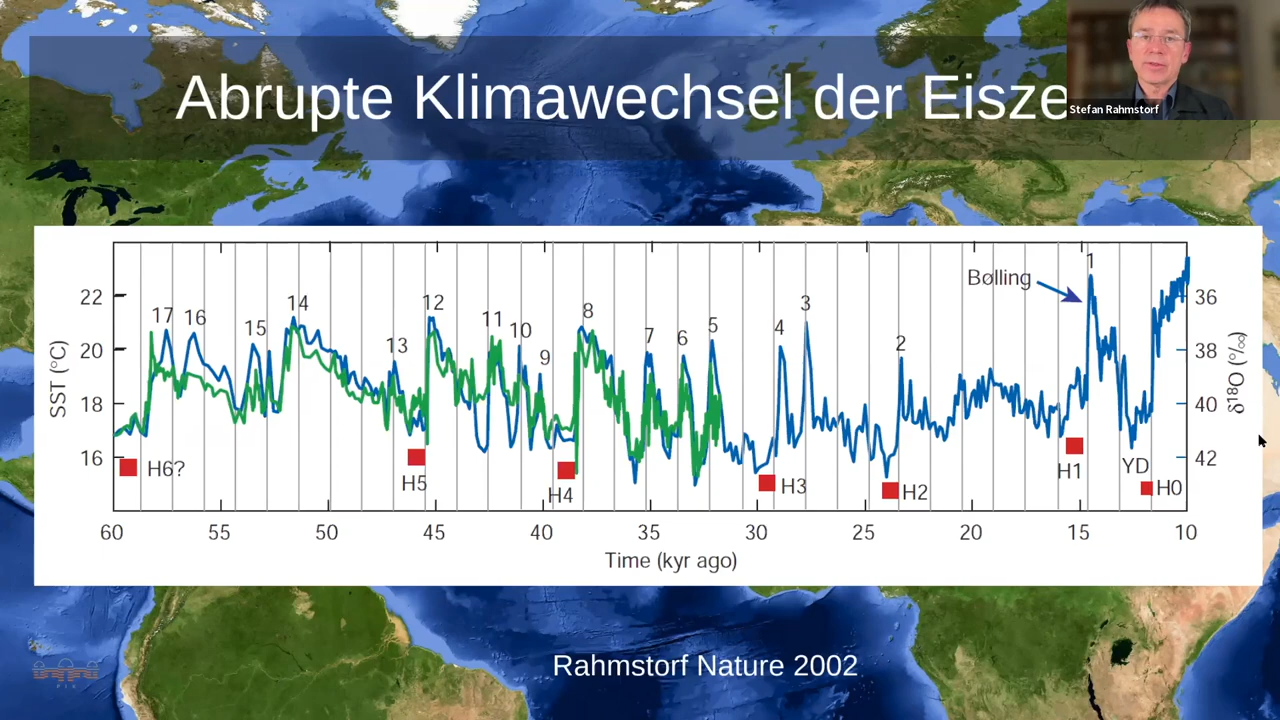 Abrupte Klimawechsel der Eisze
Stefan Rahmstorf
Bølling
1
17 16 15 14 13 12 11 10 9 8 7 6 5 4 3 2
SST (°C)
22
20
18
16
36
38
40
42
δ18O (°/oo)
H6? H5 H4 H3 H2 H1 YD H0
60 55 50 45 40 35 30 25 20 15 10
Time (kyr ago)
Rahmstorf Nature 2002
PIK